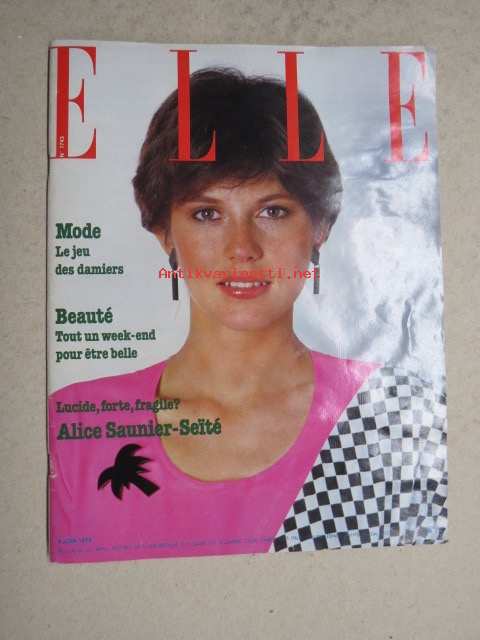 ELLE
N° 1743
Mode
Le jeu
des damiers
Antikvariaatti.net
Beauté
Tout un week-end
pour être belle
Lucide, forte, fragile?
Alice Saunier-Seïté